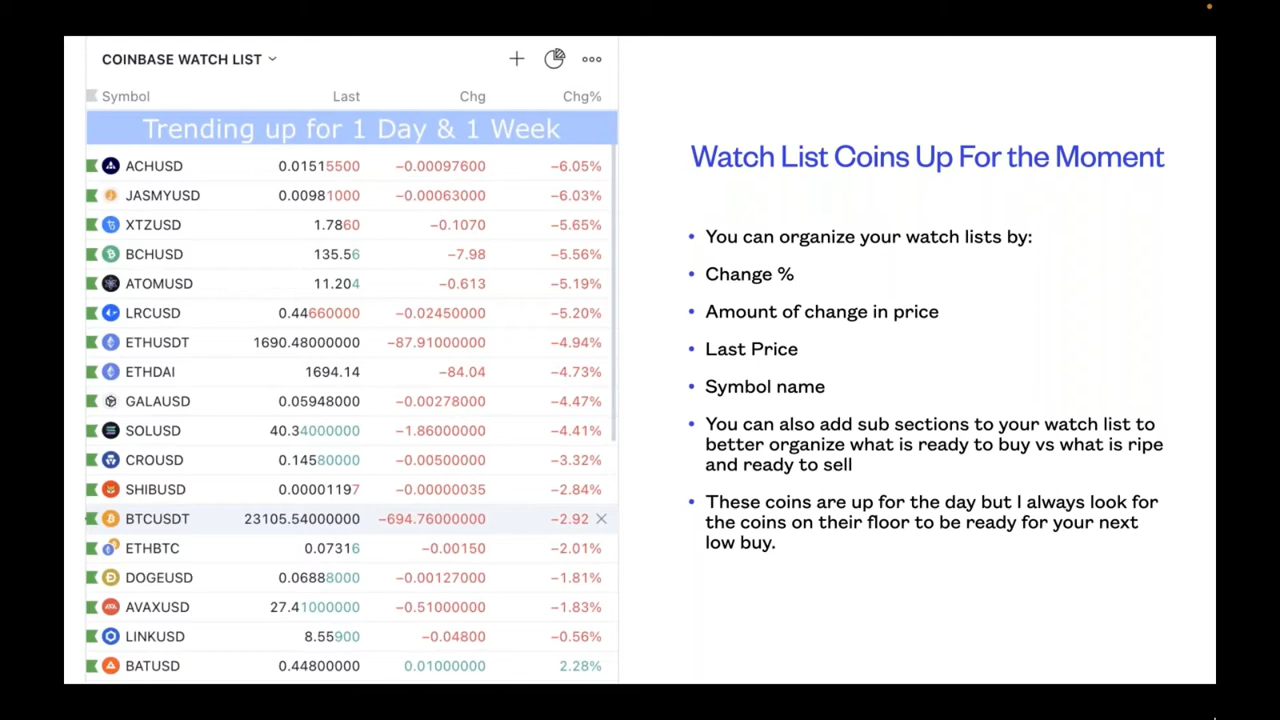 COINBASE WATCH LIST
Symbol Last Chg Chg%
Trending up for 1 Day & 1 Week
ACHUSD 0.01515500 −0.00097600 −6.05%
JASMYUSD 0.00981000 −0.00063000 −6.03%
XTZUSD 1.7860 −0.1070 −5.65%
BCHUSD 135.56 −7.98 −5.56%
ATOMUSD 11.204 −0.613 −5.19%
LRCUSD 0.44660000 −0.02450000 −5.20%
ETHUSDT 1690.48000000 −87.91000000 −4.94%
ETHDAI 1694.14 −84.04 −4.73%
GALAUSD 0.05948000 −0.00278000 −4.47%
SOLUSD 40.34000000 −1.86000000 −4.41%
CROUSD 0.14580000 −0.00500000 −3.32%
SHIBUSD 0.00001197 −0.00000035 −2.84%
BTCUSDT 23105.54000000 −694.76000000 −2.92
ETHBTC 0.07316 −0.00150 −2.01%
DOGEUSD 0.06888000 −0.00127000 −1.81%
AVAXUSD 27.41000000 −0.51000000 −1.83%
LINKUSD 8.55900 −0.04800 −0.56%
BATUSD 0.44800000 0.01000000 2.28%
Watch List Coins Up For the Moment
• You can organize your watch lists by:
• Change %
• Amount of change in price
• Last Price
• Symbol name
• You can also add sub sections to your watch list to
better organize what is ready to buy vs what is ripe
and ready to sell
• These coins are up for the day but I always look for
the coins on their floor to be ready for your next
low buy.